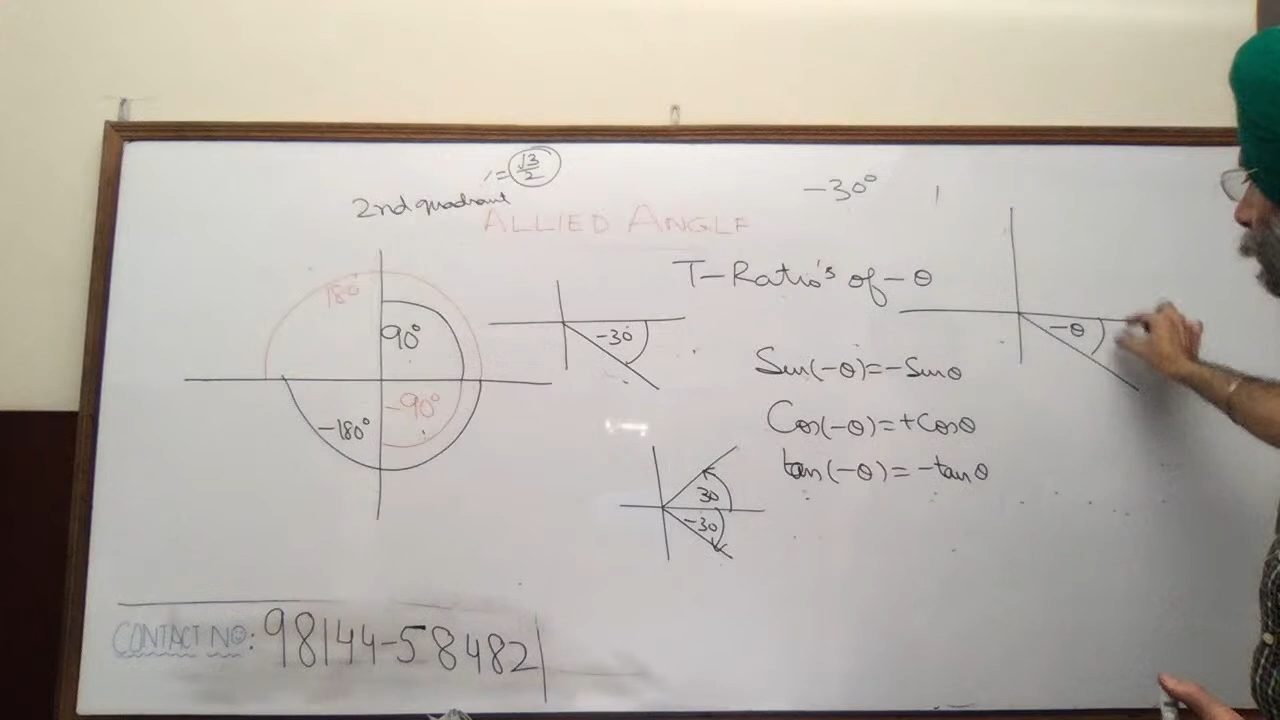 = √3/2
2nd quadrant
ALLIED ANGLE
-30°
T-Ratio's of -θ
180°
90°
-90°
-180°
-30
-θ
Sin(-θ)=-Sinθ
Cos(-θ)=+Cosθ
tan(-θ)=-tanθ
30
-30
CONTACT NO: 98144-58482